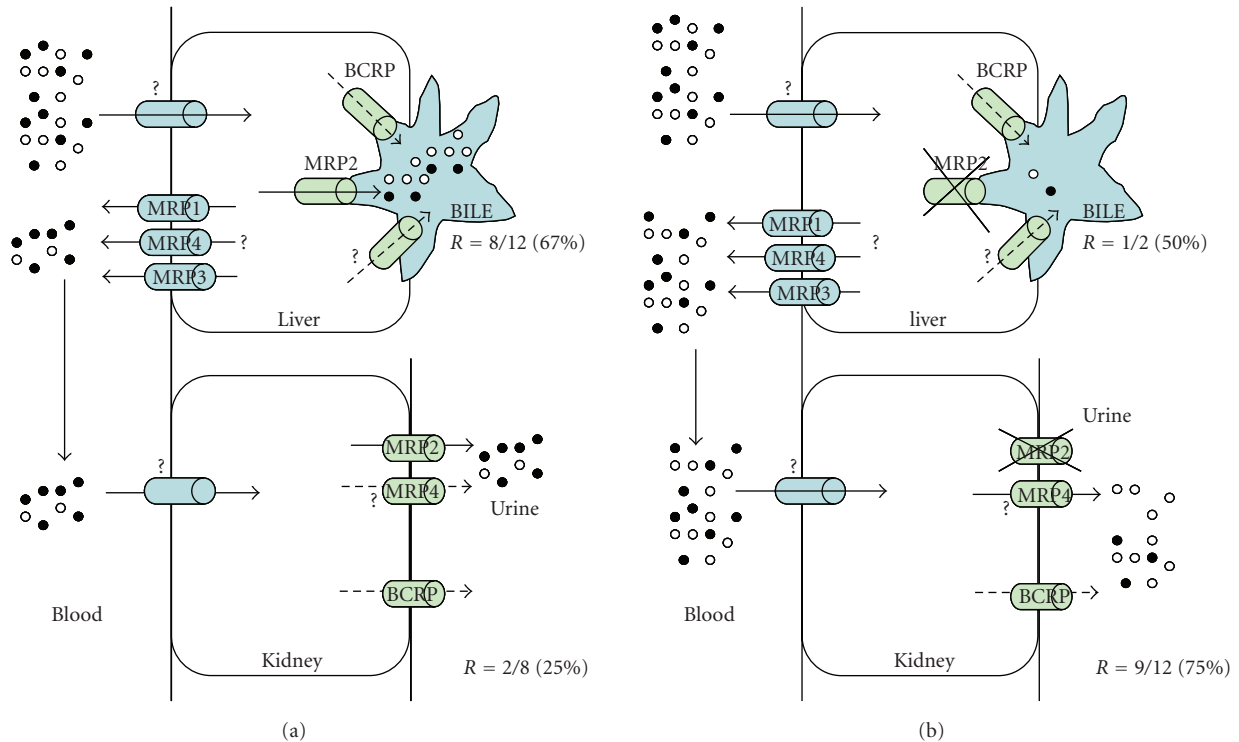 ?
BCRP
MRP2
MRP1
MRP4
?
MRP3
BILE
?
R = 8/12 (67%)
Liver
?
MRP2
MRP4
?
Urine
BCRP
Blood
Kidney
R = 2/8 (25%)
(a)
?
BCRP
MRP2
MRP1
MRP4
?
MRP3
BILE
?
R = 1/2 (50%)
liver
Urine
?
MRP2
MRP4
?
BCRP
Blood
Kidney
R = 9/12 (75%)
(b)